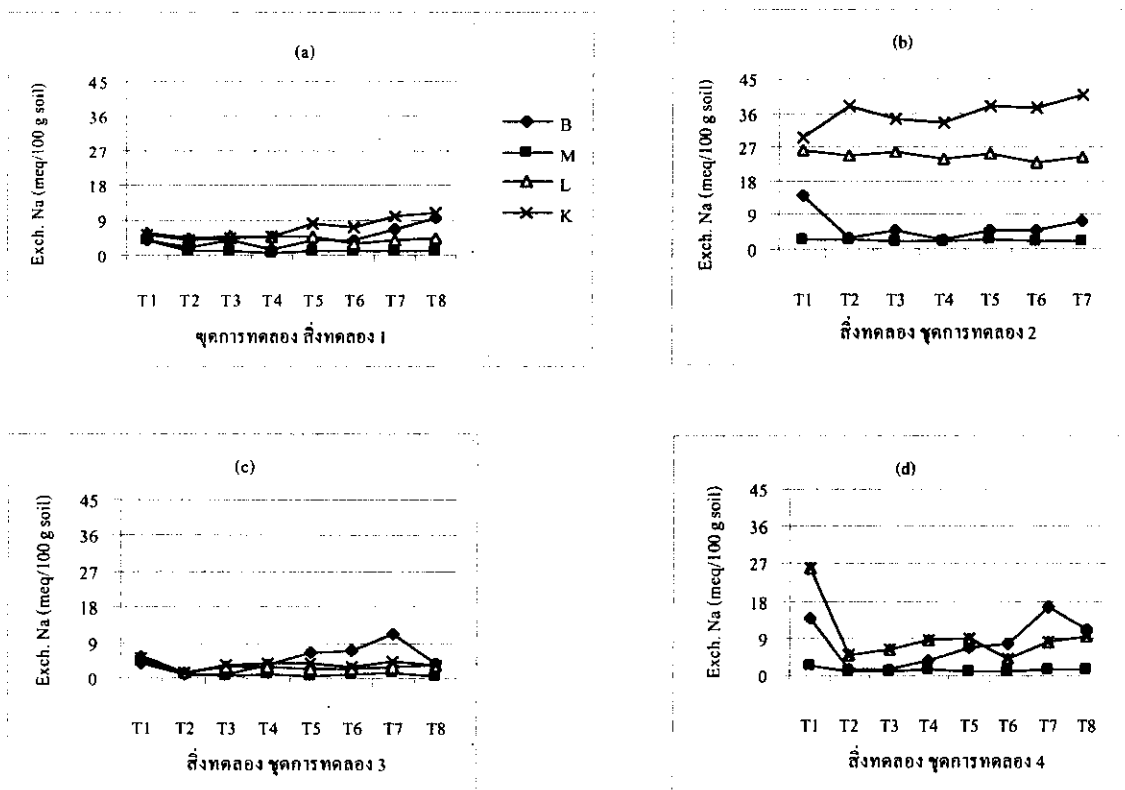 (a)
Exch. Na (meq/100 g soil)
45
36
27
18
9
0
T1 T2 T3 T4 T5 T6 T7 T8
ชุดการทดลอง สิ่งทดลอง 1
B
M
L
K
(b)
Exch. Na (meq/100 g soil)
45
36
27
18
9
0
T1 T2 T3 T4 T5 T6 T7
สิ่งทดลอง ชุดการทดลอง 2
(c)
Exch. Na (meq/100 g soil)
45
36
27
18
9
0
T1 T2 T3 T4 T5 T6 T7 T8
สิ่งทดลอง ชุดการทดลอง 3
(d)
Exch. Na (meq/100 g soil)
45
36
27
18
9
0
T1 T2 T3 T4 T5 T6 T7 T8
สิ่งทดลอง ชุดการทดลอง 4